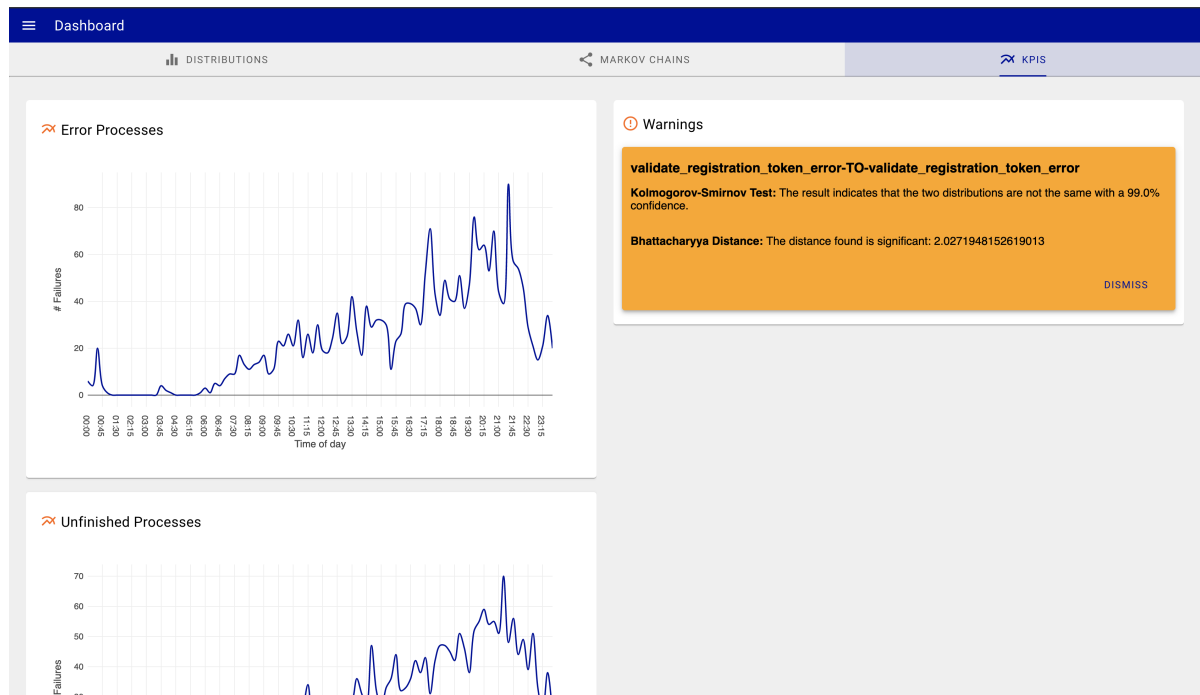 Dashboard
DISTRIBUTIONS
MARKOV CHAINS
KPIS
Error Processes
80
60
40
20
0
# Failures
00:00 00:45 01:30 02:15 03:00 03:45 04:30 05:15 06:00 06:45 07:30 08:15 09:00 09:45 10:30 11:15 12:00 12:45 13:30 14:15 15:00 15:45 16:30 17:15 18:00 18:45 19:30 20:15 21:00 21:45 22:30 23:15
Time of day
Warnings
validate_registration_token_error-TO-validate_registration_token_error
Kolmogorov-Smirnov Test: The result indicates that the two distributions are not the same with a 99.0%
confidence.
Bhattacharyya Distance: The distance found is significant: 2.0271948152619013
DISMISS
Unfinished Processes
70
60
50
40
Failures